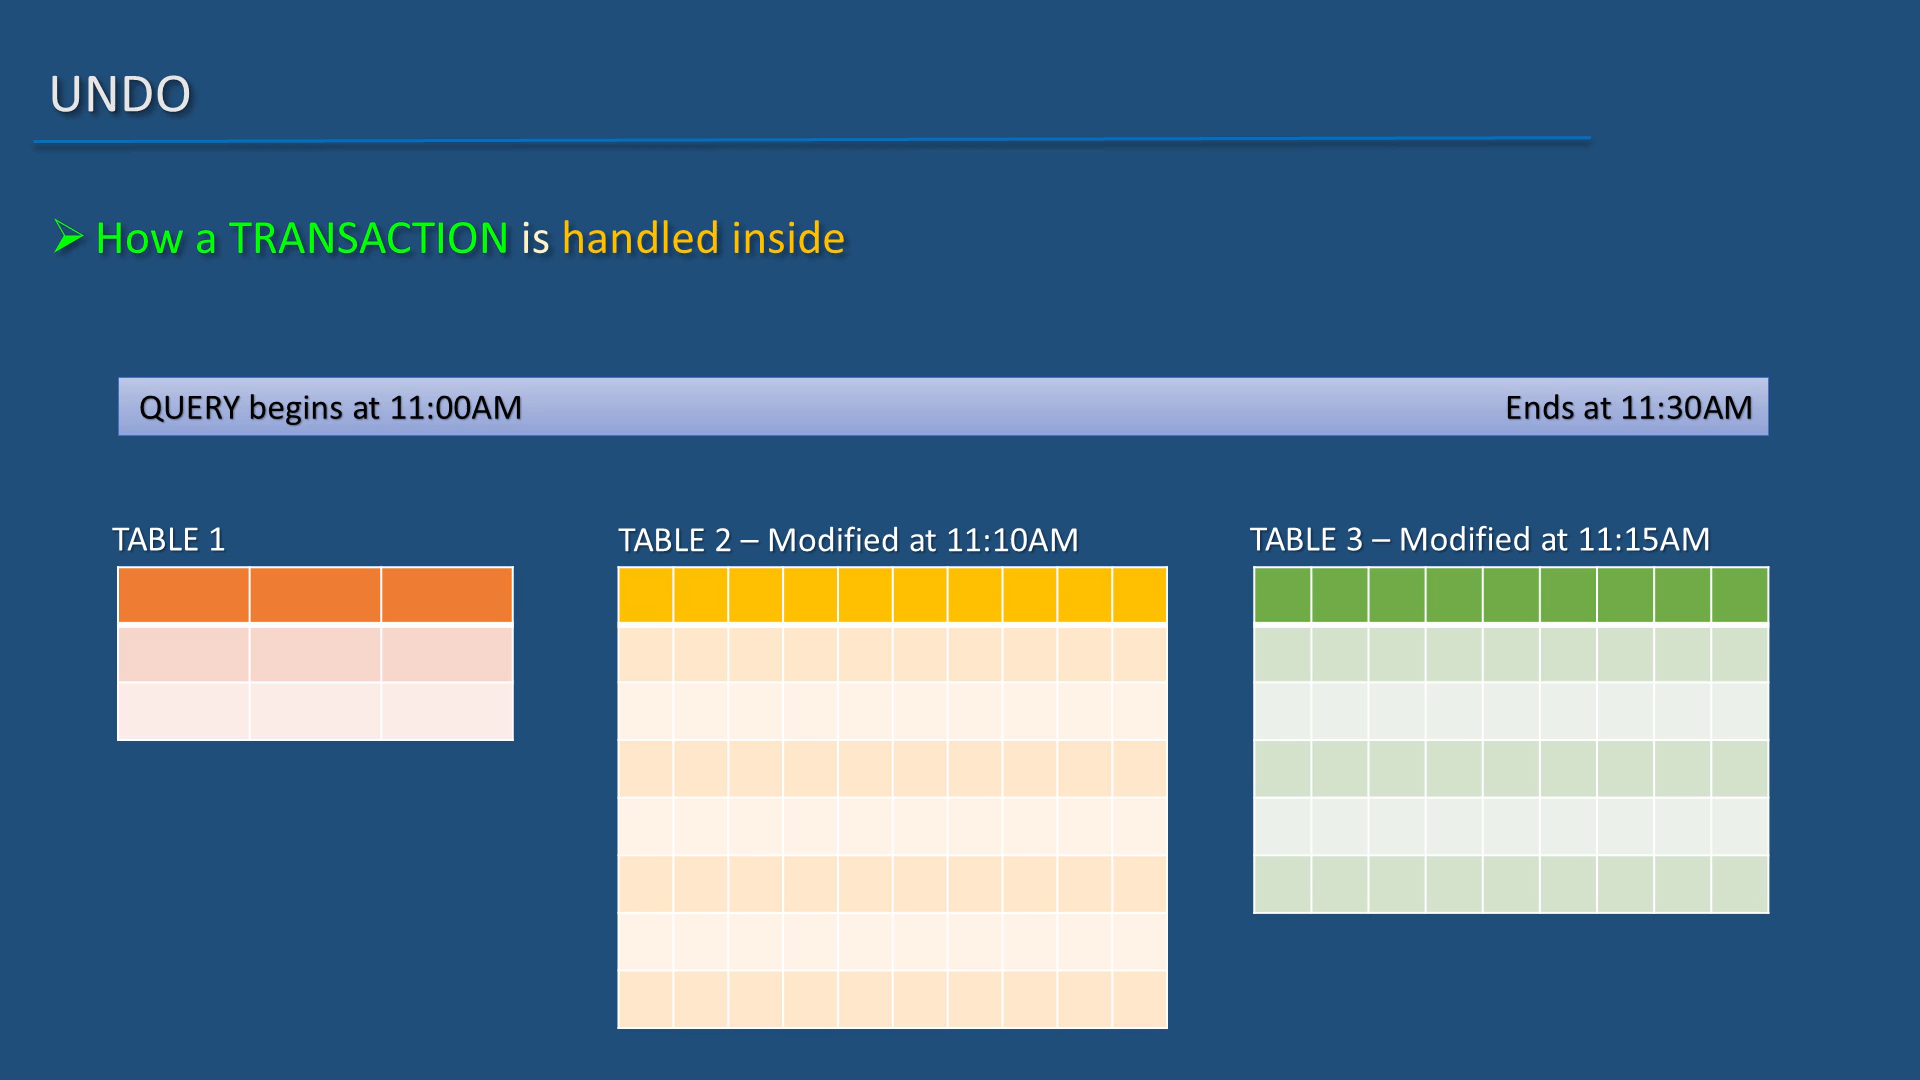 UNDO
How a TRANSACTION is handled inside
QUERY begins at 11:00AM Ends at 11:30AM
TABLE 1
TABLE 2 – Modified at 11:10AM
TABLE 3 – Modified at 11:15AM